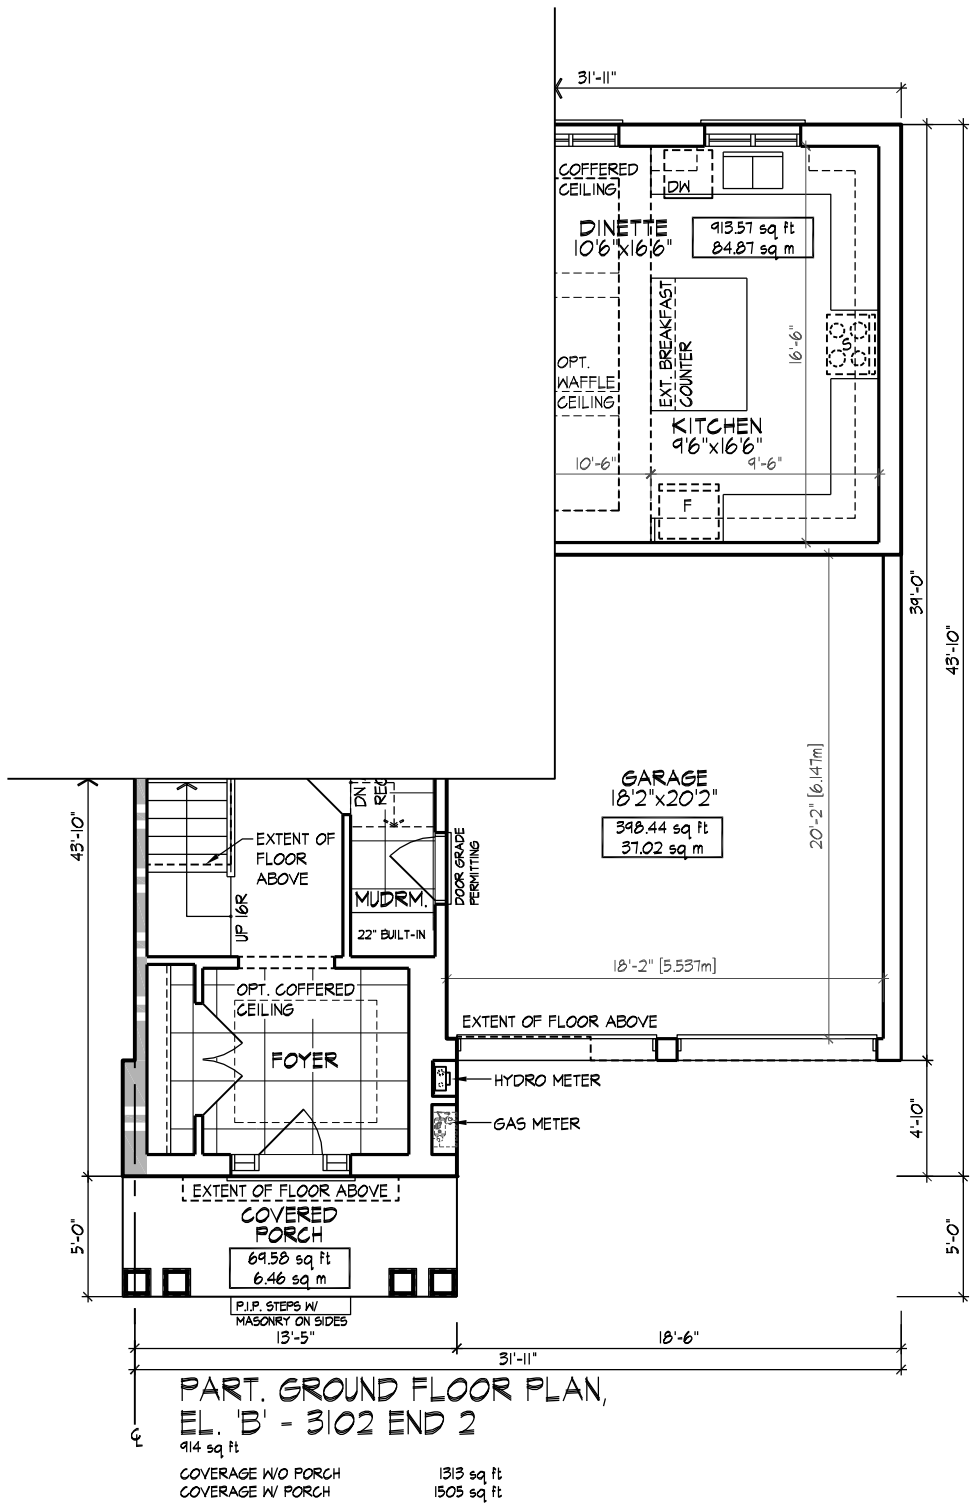 31'-11"
COFFERED
CEILING
DW
DINETTE
10'6"x16'6"
913.57 sq ft
84.87 sq m
EXT. BREAKFAST
COUNTER
16'-6"
S
OPT.
WAFFLE
CEILING
KITCHEN
9'6"x16'6"
10'-6"
9'-6"
F
39'-0"
43'-10"
GARAGE
18'2"x20'2"
398.44 sq ft
37.02 sq m
20'-2" [6.147m]
43'-10"
DN
REQ
EXTENT OF
FLOOR
ABOVE
DOOR GRADE
PERMITTING
MUDRM.
UP 16R
22" BUILT-IN
18'-2" [5.537m]
OPT. COFFERED
CEILING
EXTENT OF FLOOR ABOVE
FOYER
HYDRO METER
GAS METER
4'-10"
EXTENT OF FLOOR ABOVE
COVERED
PORCH
69.58 sq ft
6.46 sq m
5'-0"
5'-0"
P.I.P. STEPS W/
MASONRY ON SIDES
13'-5"
18'-6"
31'-11"
PART. GROUND FLOOR PLAN,
EL. 'B' - 3102 END 2
914 sq ft
COVERAGE W/O PORCH 1313 sq ft
COVERAGE W/ PORCH 1505 sq ft